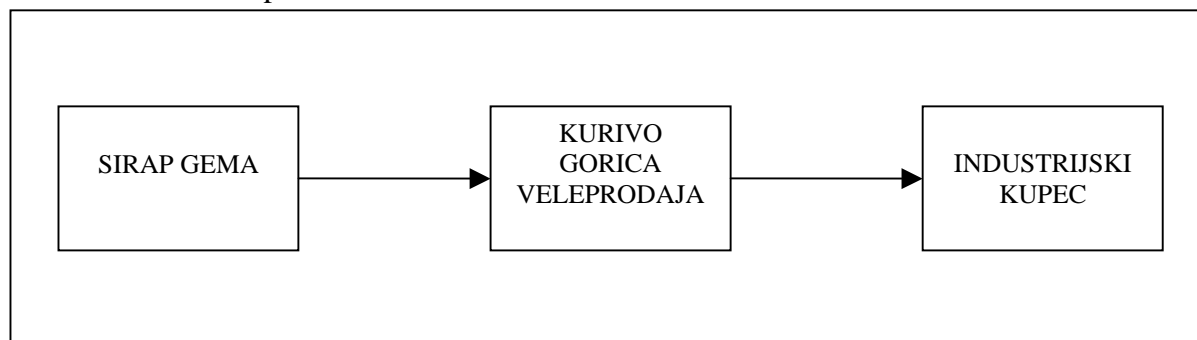 SIRAP GEMA
KURIVO
GORICA
VELEPRODAJA
INDUSTRIJSKI
KUPEC